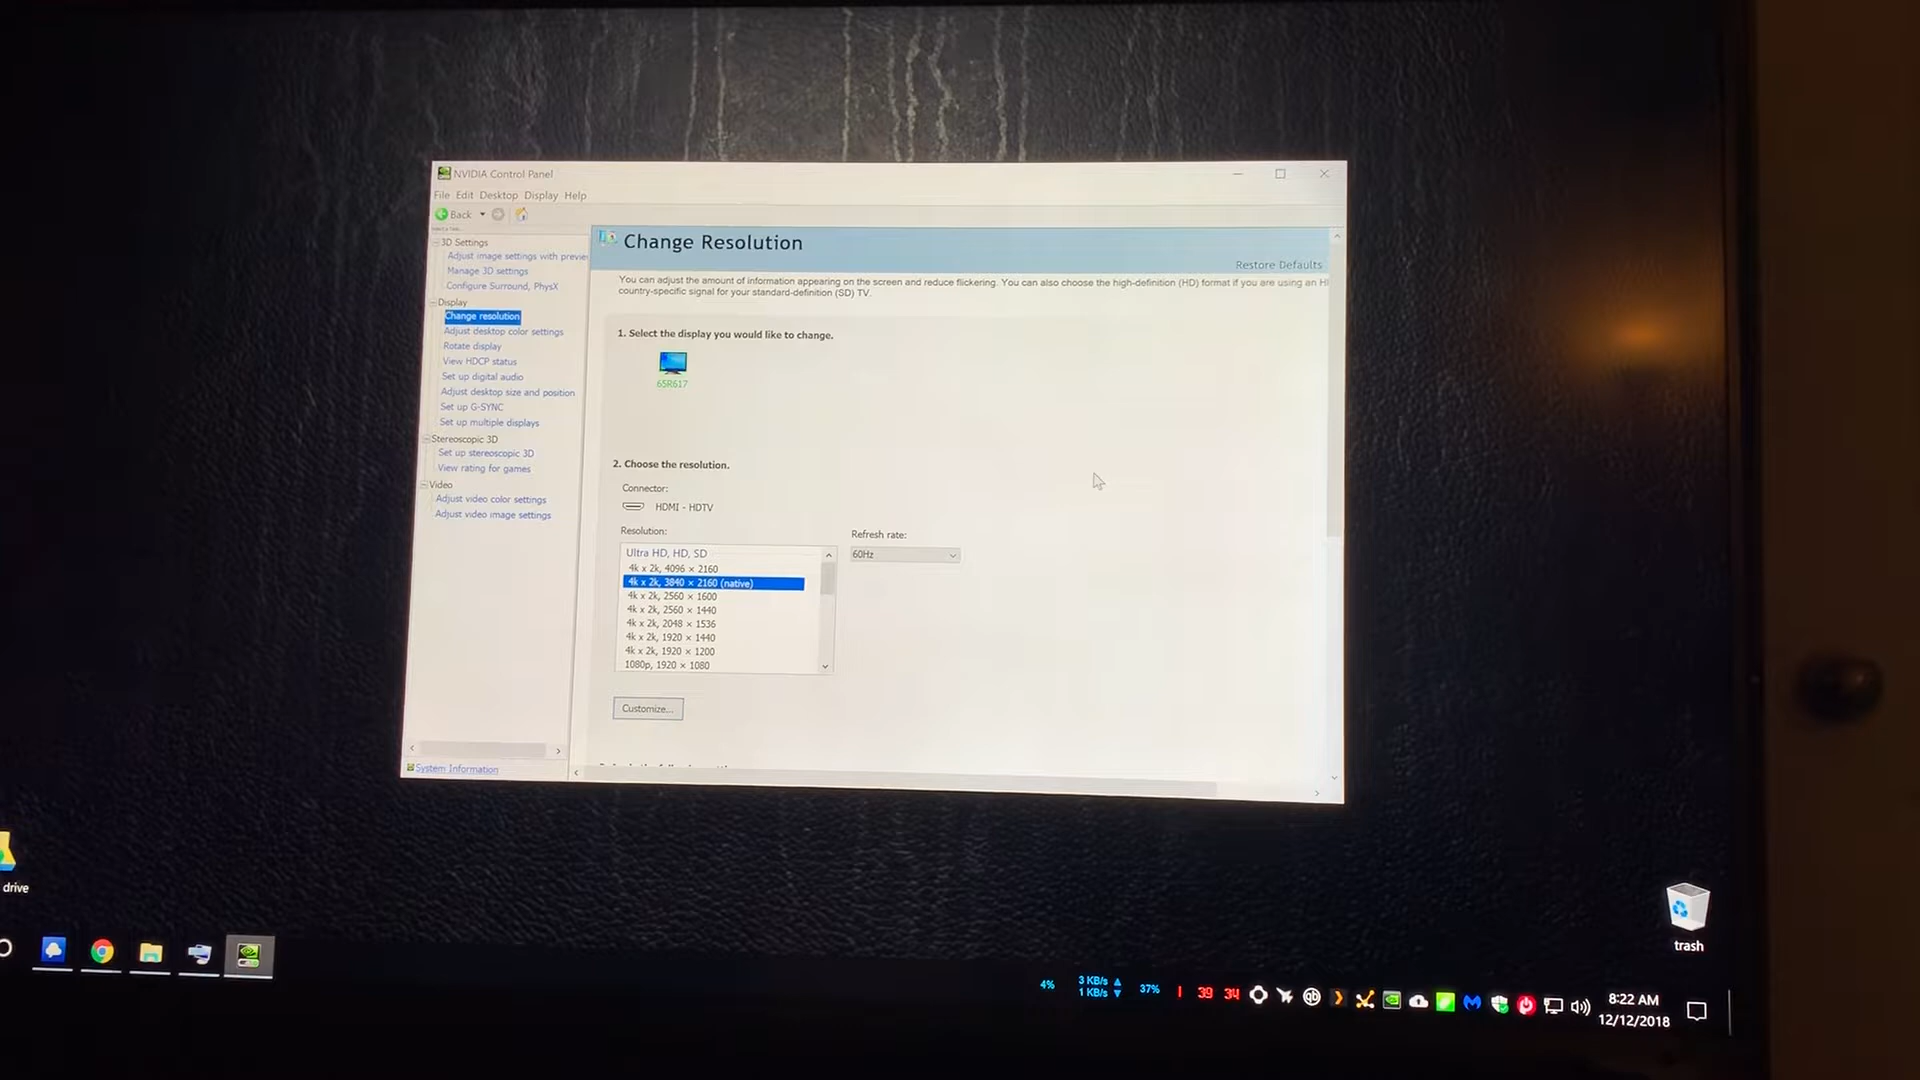 NVIDIA Control Panel
File Edit Desktop Display Help
Back
3D Settings
Adjust image settings with preview
Manage 3D settings
Configure Surround, PhysX
Display
Change resolution
Adjust desktop color settings
Rotate display
View HDCP status
Set up digital audio
Adjust desktop size and position
Set up G-SYNC
Set up multiple displays
Stereoscopic 3D
Set up stereoscopic 3D
View rating for games
Video
Adjust video color settings
Adjust video image settings
System Information
Change Resolution
Restore Defaults
You can adjust the amount of information appearing on the screen and reduce flickering. You can also choose the high-definition (HD) format if you are using an H
country-specific signal for your standard-definition (SD) TV.
1. Select the display you would like to change.
65R617
2. Choose the resolution.
Connector:
HDMI - HDTV
Resolution:
Refresh rate:
60Hz
Ultra HD, HD, SD
4k x 2k, 4096 × 2160
4k x 2k, 3840 × 2160 (native)
4k x 2k, 2560 × 1600
4k x 2k, 2560 × 1440
4k x 2k, 2048 × 1536
4k x 2k, 1920 × 1440
4k x 2k, 1920 × 1200
1080p, 1920 × 1080
Customize...
drive
trash
4%
3 KB/s
1 KB/s
37%
39 34
8:22 AM
12/12/2018